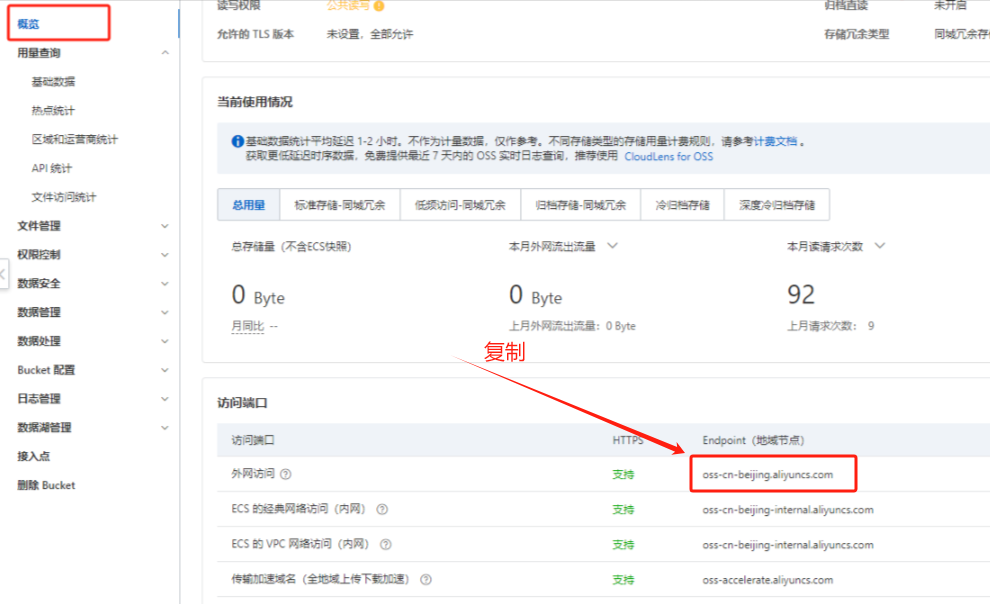 概览
用量查询
基础数据
热点统计
区域和运营商统计
API 统计
文件访问统计
文件管理
权限控制
数据安全
数据管理
数据处理
Bucket 配置
日志管理
数据湖管理
接入点
删除 Bucket
读写权限 公共读写 归档直读 未开启
允许的 TLS 版本 未设置，全部允许 存储冗余类型 同域冗余存
当前使用情况
基础数据统计平均延迟 1-2 小时。不作为计量数据，仅作参考。不同存储类型的存储用量计费规则，请参考计费文档 。
获取更低延迟时序数据，免费提供最近 7 天内的 OSS 实时日志查询，推荐使用 CloudLens for OSS
总用量 标准存储-同城冗余 低频访问-同城冗余 归档存储-同城冗余 冷归档存储 深度冷归档存储
总存储量（不含ECS快照） 本月外网流出流量 本月读请求次数
0 Byte 0 Byte 92
月同比 -- 上月外网流出流量：0 Byte 上月请求次数： 9
复制
访问端口
访问端口 HTTPS Endpoint（地域节点）
外网访问 支持 oss-cn-beijing.aliyuncs.com
ECS 的经典网络访问（内网） 支持 oss-cn-beijing-internal.aliyuncs.com
ECS 的 VPC 网络访问（内网） 支持 oss-cn-beijing-internal.aliyuncs.com
传输加速域名（全地域上传下载加速） 支持 oss-accelerate.aliyuncs.com